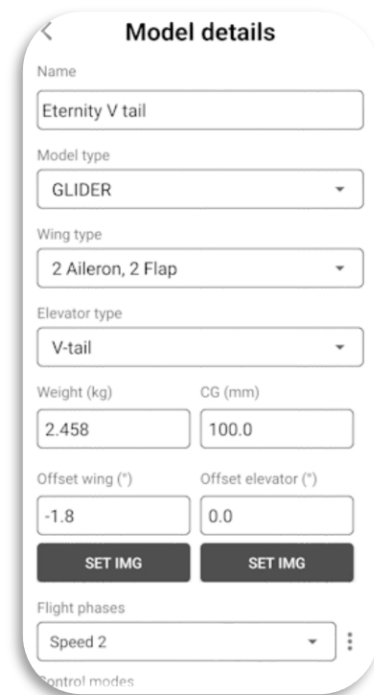 Model details
Name
Eternity V tail
Model type
GLIDER
Wing type
2 Aileron, 2 Flap
Elevator type
V-tail
Weight (kg) CG (mm)
2.458 100.0
Offset wing (°) Offset elevator (°)
-1.8 0.0
SET IMG SET IMG
Flight phases
Speed 2
Control modes